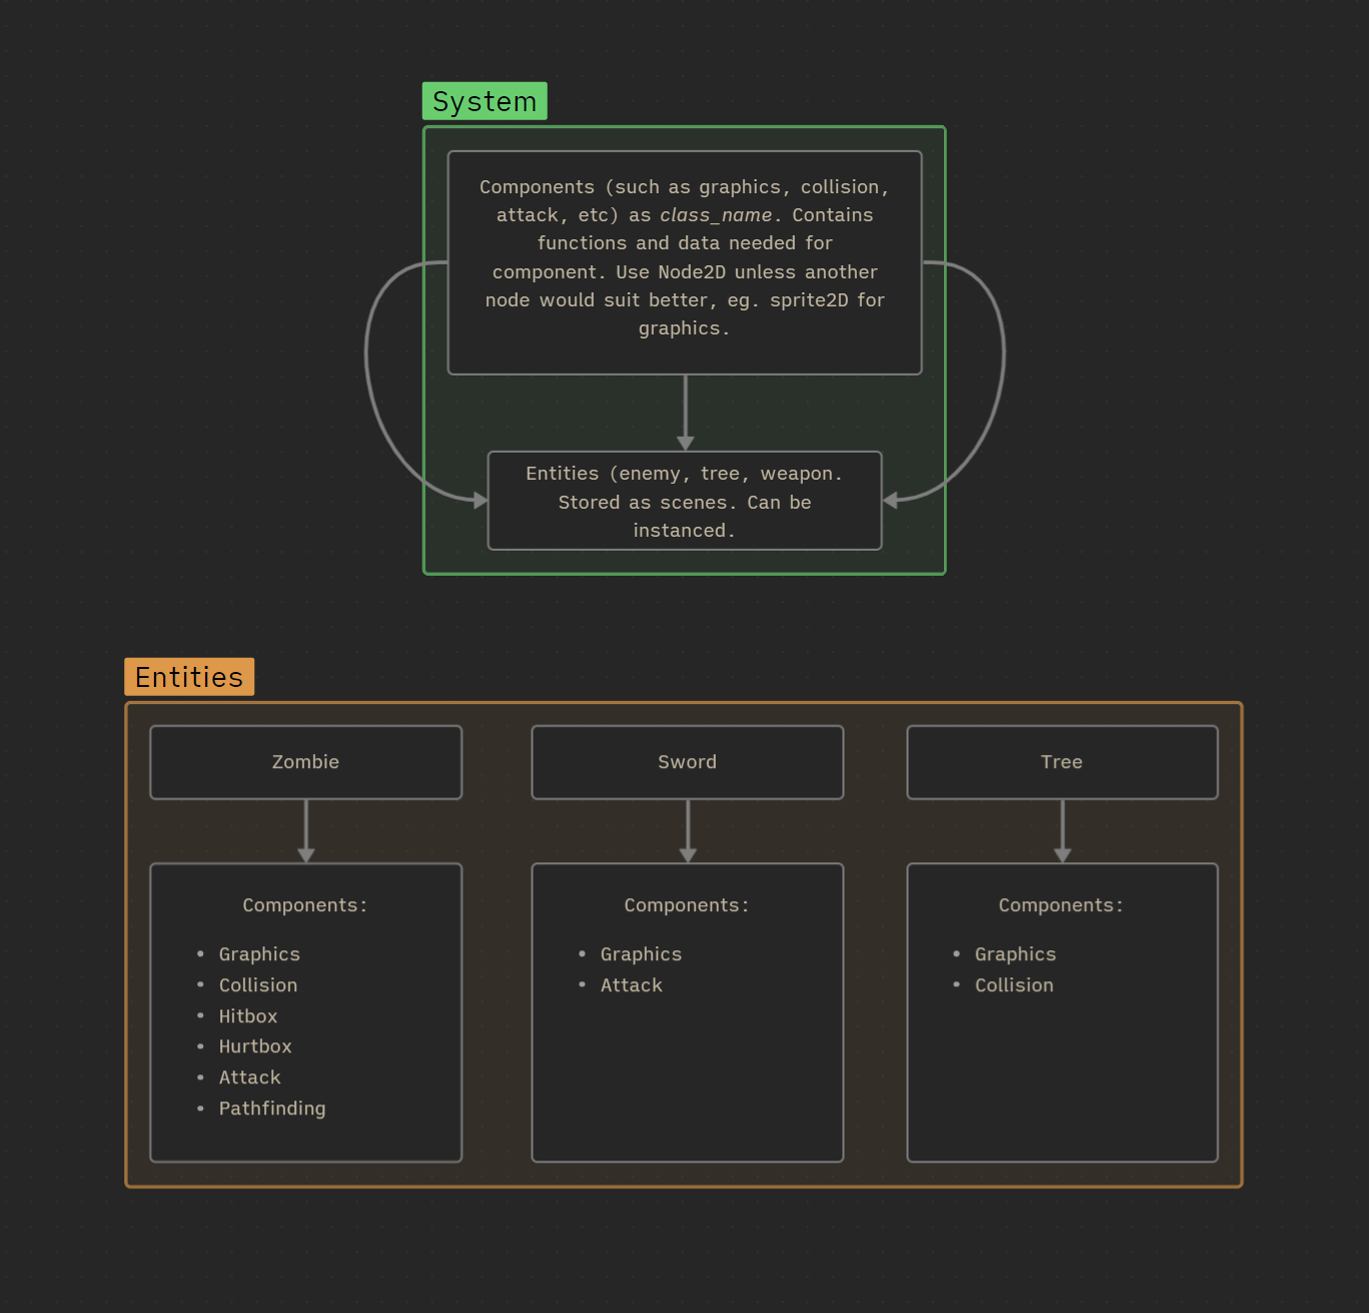 System
Components (such as graphics, collision,
attack, etc) as class_name. Contains
functions and data needed for
component. Use Node2D unless another
node would suit better, eg. sprite2D for
graphics.
Entities (enemy, tree, weapon.
Stored as scenes. Can be
instanced.
Entities
Zombie
Components:
• Graphics
• Collision
• Hitbox
• Hurtbox
• Attack
• Pathfinding
Sword
Components:
• Graphics
• Attack
Tree
Components:
• Graphics
• Collision